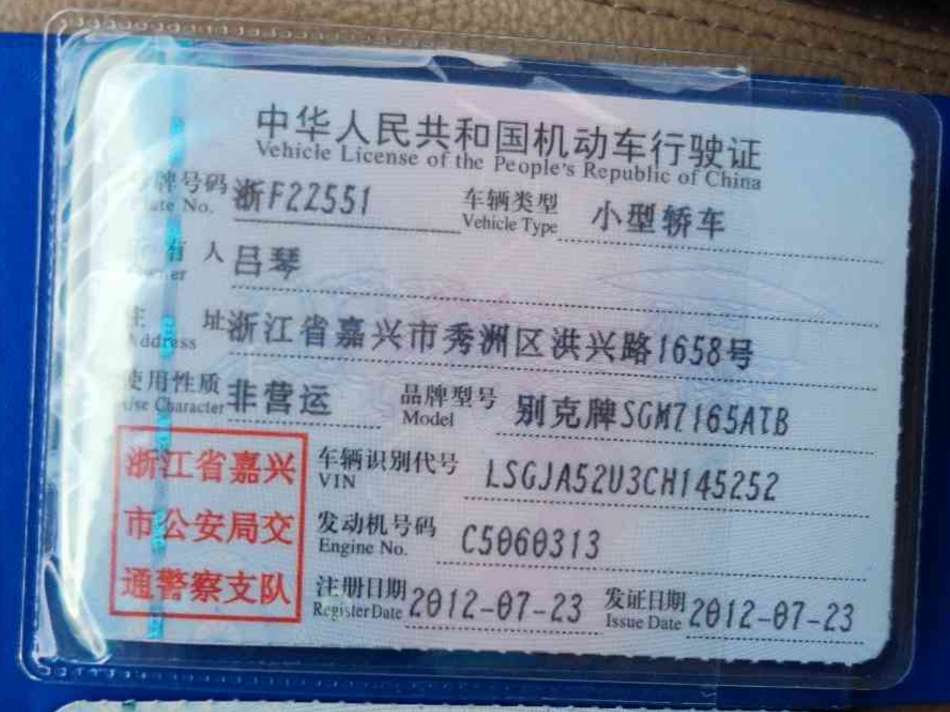 中华人民共和国机动车行驶证
Vehicle License of the People's Republic of China
牌号码 浙F22551 车辆类型 小型轿车
No. Vehicle Type
有人 吕琴
住址 浙江省嘉兴市秀洲区洪兴路1658号
Address
使用性质 非营运 品牌型号 别克牌SGM7165ATB
Use Character Model
浙江省嘉兴
市公安局交
通警察支队
车辆识别代号 LSGJA52U3CH145252
VIN
发动机号码 C5060313
Engine No.
注册日期 2012-07-23 发证日期 2012-07-23
Register Date Issue Date